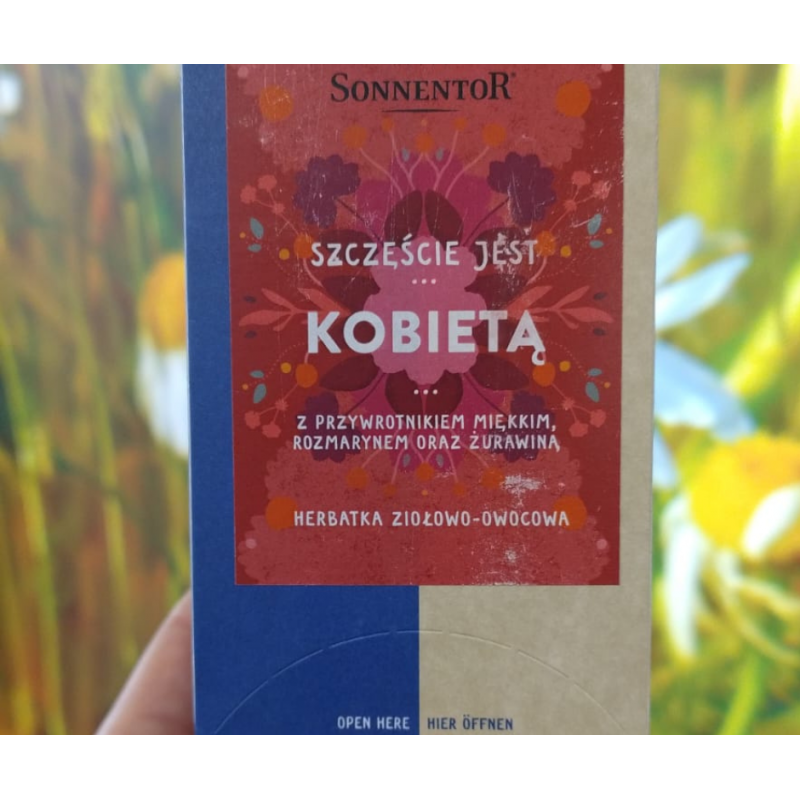 SONNENTOR®
SZCZĘŚCIE JEST
...
KOBIETĄ
...
Z PRZYWROTNIKIEM MIĘKKIM,
ROZMARYNEM ORAZ ŻURAWINĄ
HERBATKA ZIOŁOWO-OWOCOWA
OPEN HERE HIER ÖFFNEN